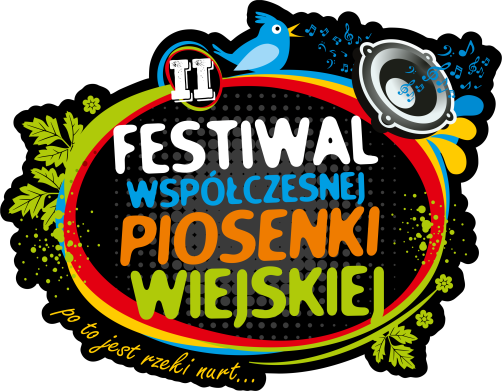 II
FESTIWAL
WSPÓŁCZESNEJ
PIOSENKI
WIEJSKIEJ
po to jest rzeki nurt...